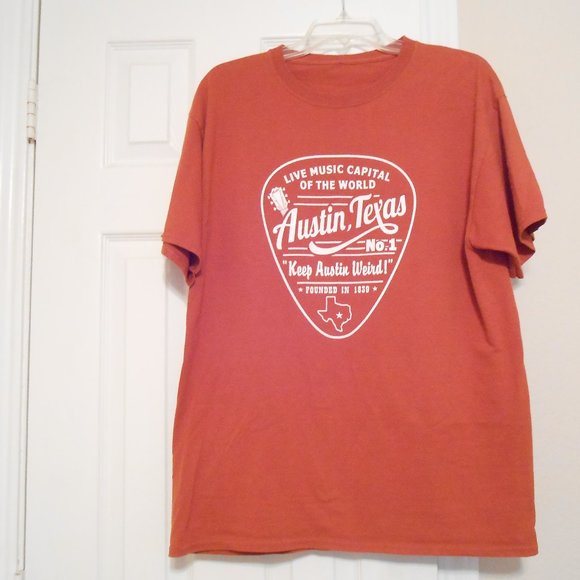 LIVE MUSIC CAPITAL
OF THE WORLD
Austin, Texas
No.1
"Keep Austin Weird!"
★ FOUNDED IN 1839 ★